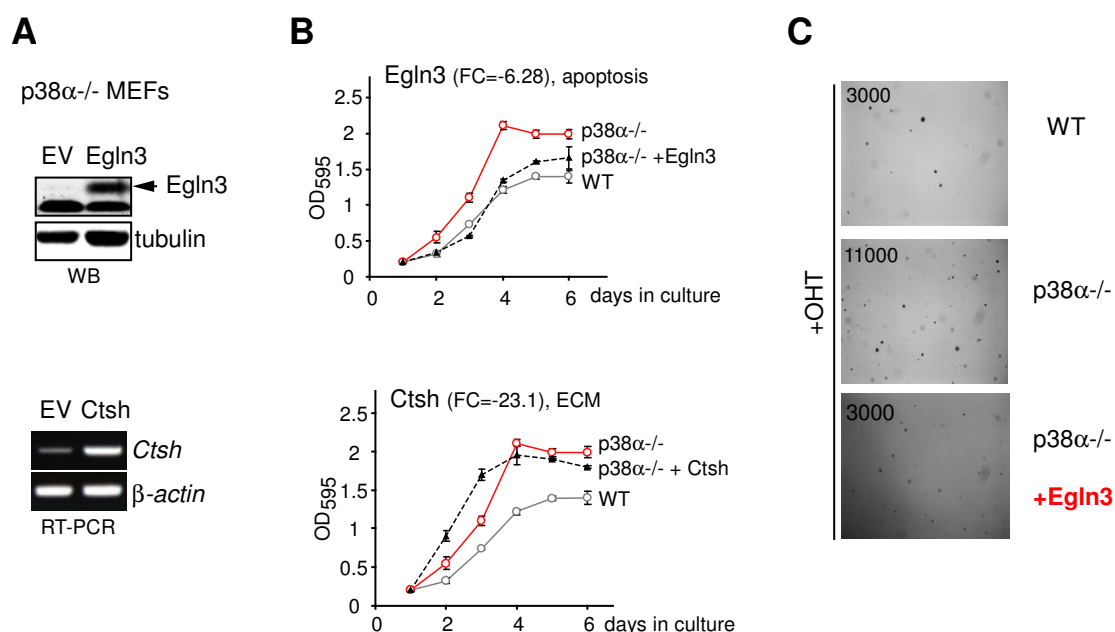 A
p38α-/- MEFs
EV Egln3
Egln3
tubulin
WB
EV Ctsh
Ctsh
β-actin
RT-PCR
B
Egln3 (FC=-6.28), apoptosis
2.5
2
1.5
1
0.5
0
OD595
p38α-/-
p38α-/- +Egln3
WT
0 2 4 6 days in culture
Ctsh (FC=-23.1), ECM
2.5
2
1.5
1
0.5
0
OD595
p38α-/-
p38α-/- + Ctsh
WT
0 2 4 6 days in culture
C
+OHT
3000
WT
11000
p38α-/-
3000
p38α-/-
+Egln3